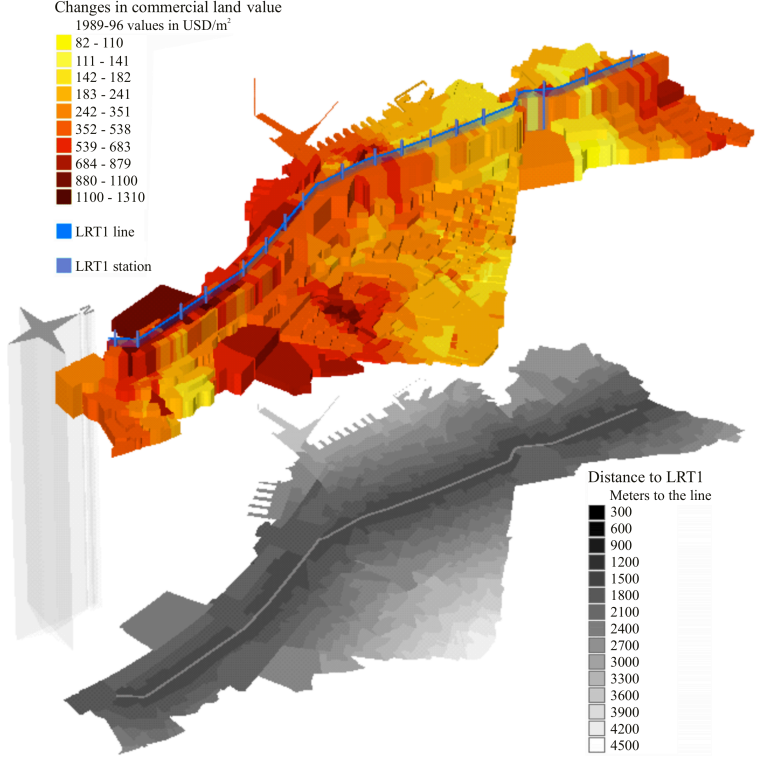 Changes in commercial land value
1989-96 values in USD/m²
82 - 110
111 - 141
142 - 182
183 - 241
242 - 351
352 - 538
539 - 683
684 - 879
880 - 1100
1100 - 1310
LRT1 line
LRT1 station
N
Distance to LRT1
Meters to the line
300
600
900
1200
1500
1800
2100
2400
2700
3000
3300
3600
3900
4200
4500